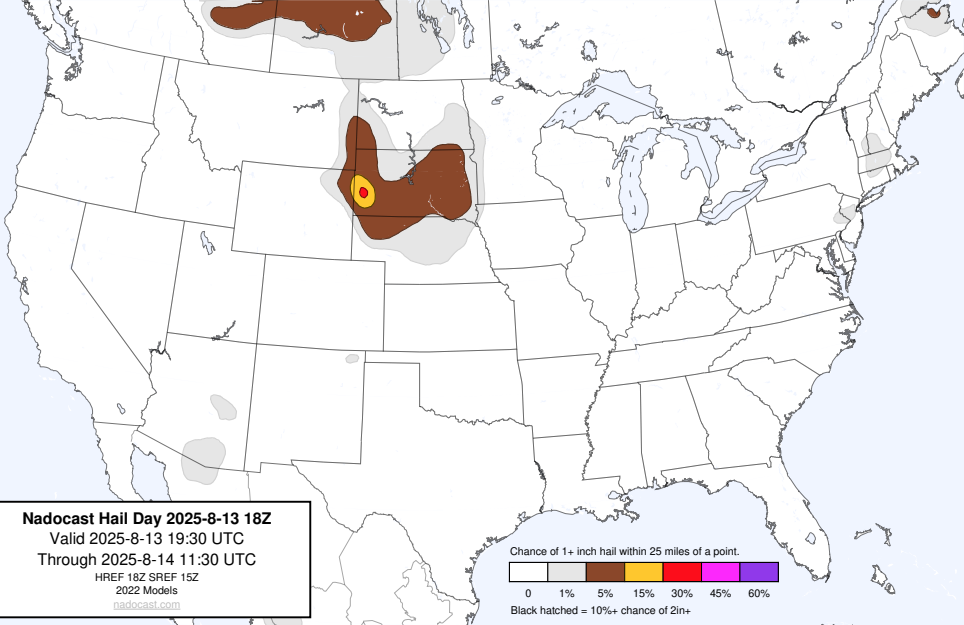 Nadocast Hail Day 2025-8-13 18Z
Valid 2025-8-13 19:30 UTC
Through 2025-8-14 11:30 UTC
HREF 18Z SREF 15Z
2022 Models
nadocast.com
Chance of 1+ inch hail within 25 miles of a point.
0 1% 5% 15% 30% 45% 60%
Black hatched = 10%+ chance of 2in+